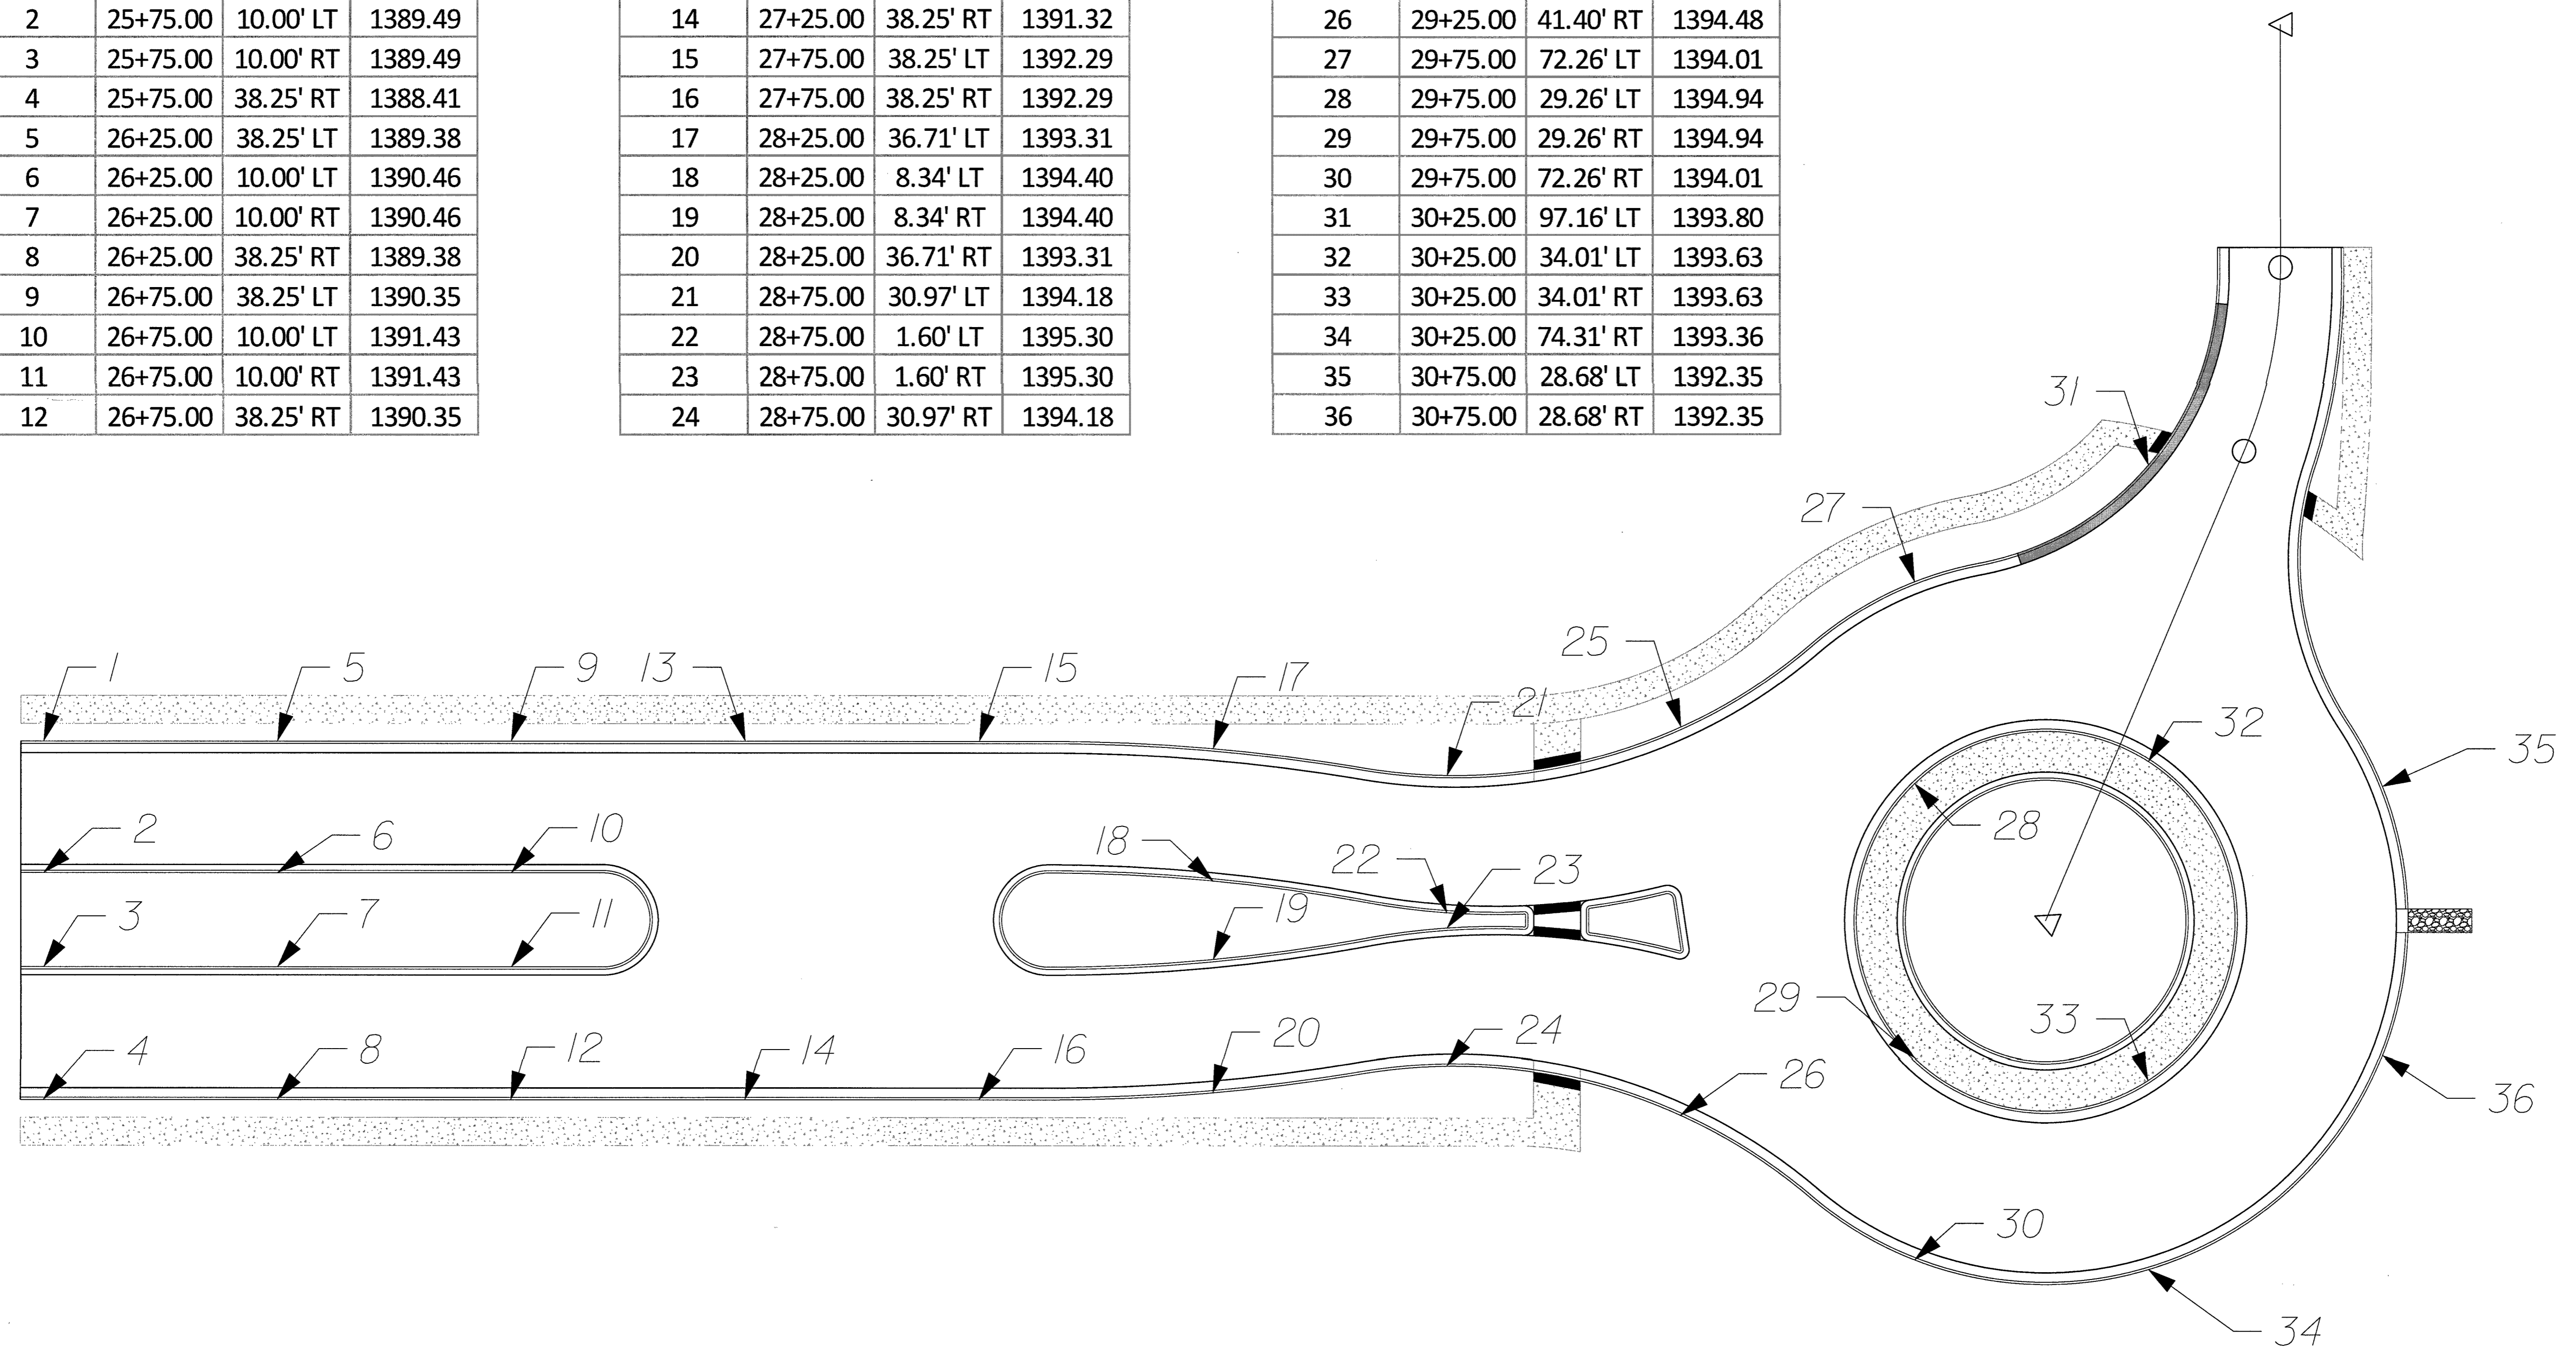 2 25+75.00 10.00' LT 1389.49
3 25+75.00 10.00' RT 1389.49
4 25+75.00 38.25' RT 1388.41
5 26+25.00 38.25' LT 1389.38
6 26+25.00 10.00' LT 1390.46
7 26+25.00 10.00' RT 1390.46
8 26+25.00 38.25' RT 1389.38
9 26+75.00 38.25' LT 1390.35
10 26+75.00 10.00' LT 1391.43
11 26+75.00 10.00' RT 1391.43
12 26+75.00 38.25' RT 1390.35
14 27+25.00 38.25' RT 1391.32
15 27+75.00 38.25' LT 1392.29
16 27+75.00 38.25' RT 1392.29
17 28+25.00 36.71' LT 1393.31
18 28+25.00 8.34' LT 1394.40
19 28+25.00 8.34' RT 1394.40
20 28+25.00 36.71' RT 1393.31
21 28+75.00 30.97' LT 1394.18
22 28+75.00 1.60' LT 1395.30
23 28+75.00 1.60' RT 1395.30
24 28+75.00 30.97' RT 1394.18
26 29+25.00 41.40' RT 1394.48
27 29+75.00 72.26' LT 1394.01
28 29+75.00 29.26' LT 1394.94
29 29+75.00 29.26' RT 1394.94
30 29+75.00 72.26' RT 1394.01
31 30+25.00 97.16' LT 1393.80
32 30+25.00 34.01' LT 1393.63
33 30+25.00 34.01' RT 1393.63
34 30+25.00 74.31' RT 1393.36
35 30+75.00 28.68' LT 1392.35
36 30+75.00 28.68' RT 1392.35
31
27
25
1 5 9 13 15 17 21
32
35
2 6 10 18 22 23 28
3 7 11 19 29 33
4 8 12 14 16 20 24 26 36
30
34